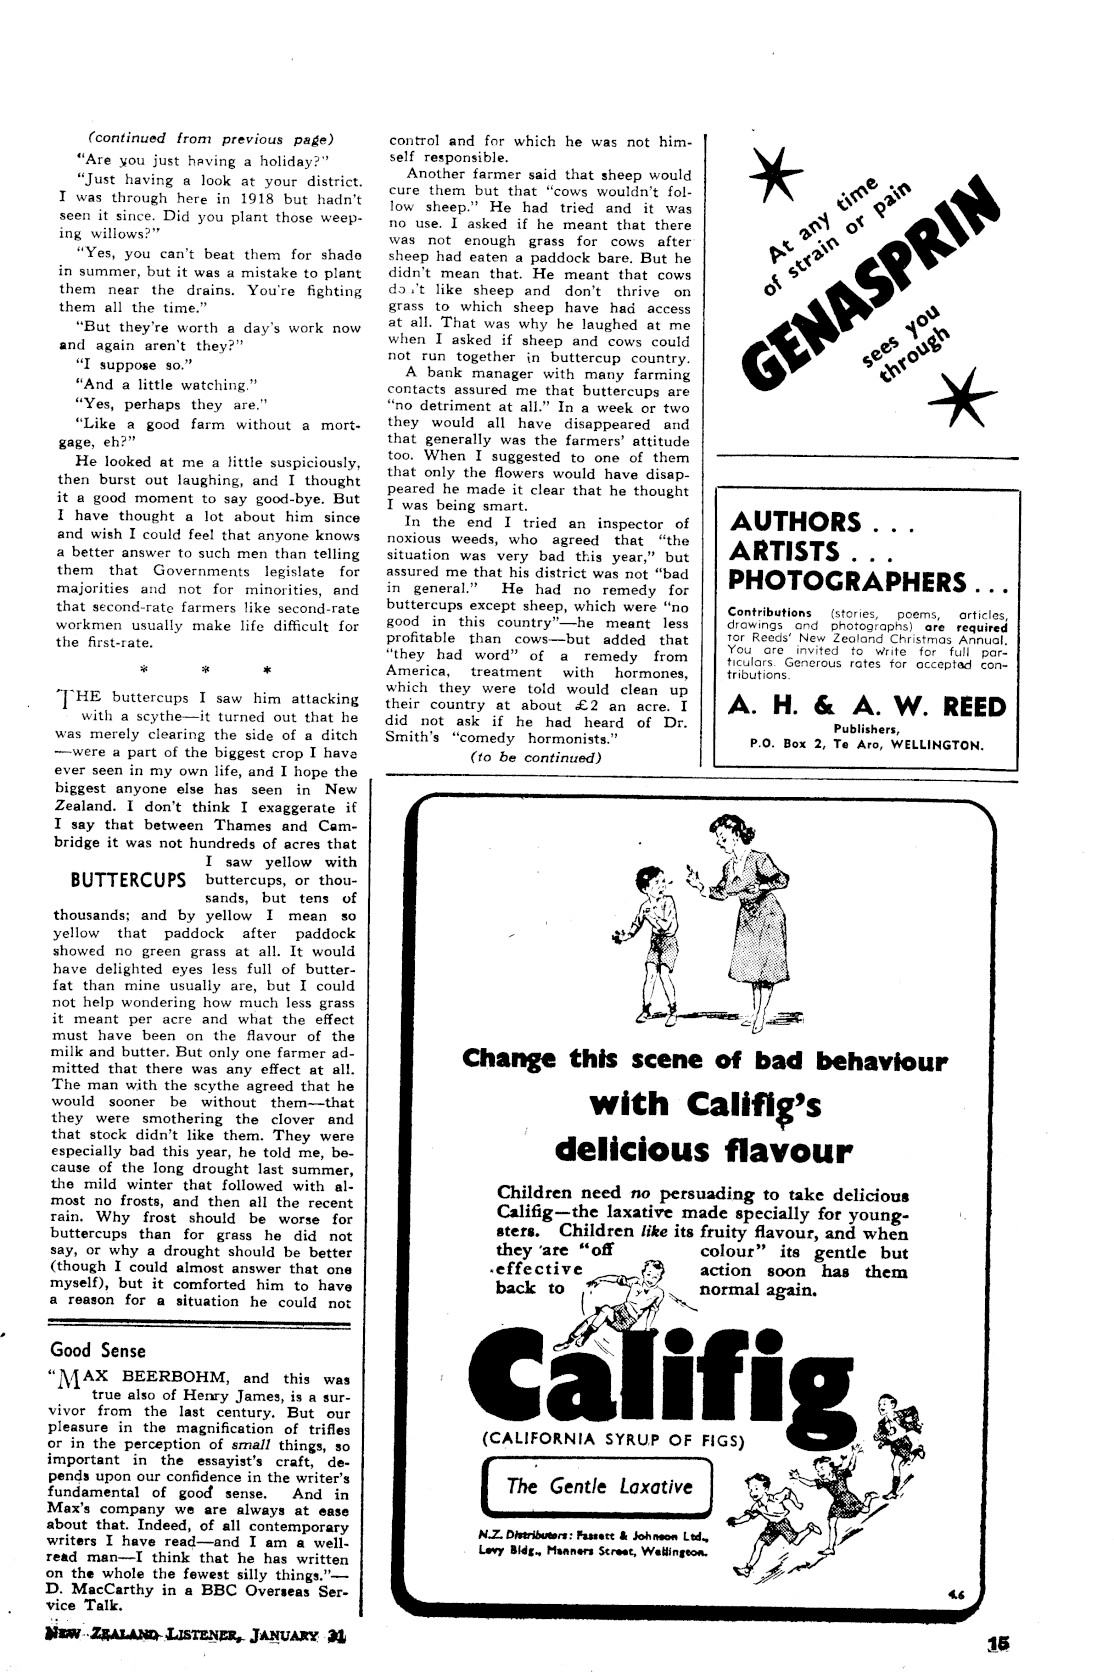 (continued from previous page)
"Are you just having a holiday?"
"Just having a look at your district.
I was through here in 1918 but hadn't
seen it since. Did you plant those weep-
ing willows?"
"Yes, you can't beat them for shade
in summer, but it was a mistake to plant
them near the drains. You're fighting
them all the time."
"But they're worth a day's work now
and again aren't they?"
"I suppose so."
"And a little watching."
"Yes, perhaps they are."
"Like a good farm without a mort-
gage, eh?"
He looked at me a little suspiciously,
then burst out laughing, and I thought
it a good moment to say good-bye. But
I have thought a lot about him since
and wish I could feel that anyone knows
a better answer to such men than telling
them that Governments legislate for
majorities and not for minorities, and
that second-rate farmers like second-rate
workmen usually make life difficult for
the first-rate.
* * *
THE buttercups I saw him attacking
with a scythe—it turned out that he
was merely clearing the side of a ditch
—were a part of the biggest crop I have
ever seen in my own life, and I hope the
biggest anyone else has seen in New
Zealand. I don't think I exaggerate if
I say that between Thames and Cam-
bridge it was not hundreds of acres that
I saw yellow with
BUTTERCUPS buttercups, or thou-
sands, but tens of
thousands; and by yellow I mean so
yellow that paddock after paddock
showed no green grass at all. It would
have delighted eyes less full of butter-
fat than mine usually are, but I could
not help wondering how much less grass
it meant per acre and what the effect
must have been on the flavour of the
milk and butter. But only one farmer ad-
mitted that there was any effect at all.
The man with the scythe agreed that he
would sooner be without them—that
they were smothering the clover and
that stock didn't like them. They were
especially bad this year, he told me, be-
cause of the long drought last summer,
the mild winter that followed with al-
most no frosts, and then all the recent
rain. Why frost should be worse for
buttercups than for grass he did not
say, or why a drought should be better
(though I could almost answer that one
myself), but it comforted him to have
a reason for a situation he could not
control and for which he was not him-
self responsible.
Another farmer said that sheep would
cure them but that "cows wouldn't fol-
low sheep." He had tried and it was
no use. I asked if he meant that there
was not enough grass for cows after
sheep had eaten a paddock bare. But he
didn't mean that. He meant that cows
don't like sheep and don't thrive on
grass to which sheep have had access
at all. That was why he laughed at me
when I asked if sheep and cows could
not run together in buttercup country.
A bank manager with many farming
contacts assured me that buttercups are
"no detriment at all." In a week or two
they would all have disappeared and
that generally was the farmers' attitude
too. When I suggested to one of them
that only the flowers would have disap-
peared he made it clear that he thought
I was being smart.
In the end I tried an inspector of
noxious weeds, who agreed that "the
situation was very bad this year," but
assured me that his district was not "bad
in general." He had no remedy for
buttercups except sheep, which were "no
good in this country"—he meant less
profitable than cows—but added that
"they had word" of a remedy from
America, treatment with hormones,
which they were told would clean up
their country at about £2 an acre. I
did not ask if he had heard of Dr.
Smith's "comedy hormonists."
(to be continued)
Good Sense
"MAX BEERBOHM, and this was
true also of Henry James, is a sur-
vivor from the last century. But our
pleasure in the magnification of trifles
or in the perception of small things, so
important in the essayist's craft, de-
pends upon our confidence in the writer's
fundamental of good sense. And in
Max's company we are always at ease
about that. Indeed, of all contemporary
writers I have read—and I am a well-
read man—I think that he has written
on the whole the fewest silly things."—
D. MacCarthy in a BBC Overseas Ser-
vice Talk.
At any time
of strain or pain
GENASPRIN
sees you
through
AUTHORS . . .
ARTISTS . . .
PHOTOGRAPHERS . . .
Contributions (stories, poems, articles,
drawings and photographs) are required
for Reeds' New Zealand Christmas Annual.
You are invited to write for full par-
ticulars. Generous rates for accepted con-
tributions.
A. H. & A. W. REED
Publishers,
P.O. Box 2, Te Aro, WELLINGTON.
Change this scene of bad behaviour
with Califig's
delicious flavour
Children need no persuading to take delicious
Califig—the laxative made specially for young-
sters. Children like its fruity flavour, and when
they are "off colour" its gentle but
effective action soon has them
back to normal again.
Califig
(CALIFORNIA SYRUP OF FIGS)
The Gentle Laxative
N.Z. Distributors: Fassett & Johnson Ltd.,
Levy Bldg., Manners Street, Wellington.
4.6
NEW ZEALAND LISTENER, JANUARY 31
15